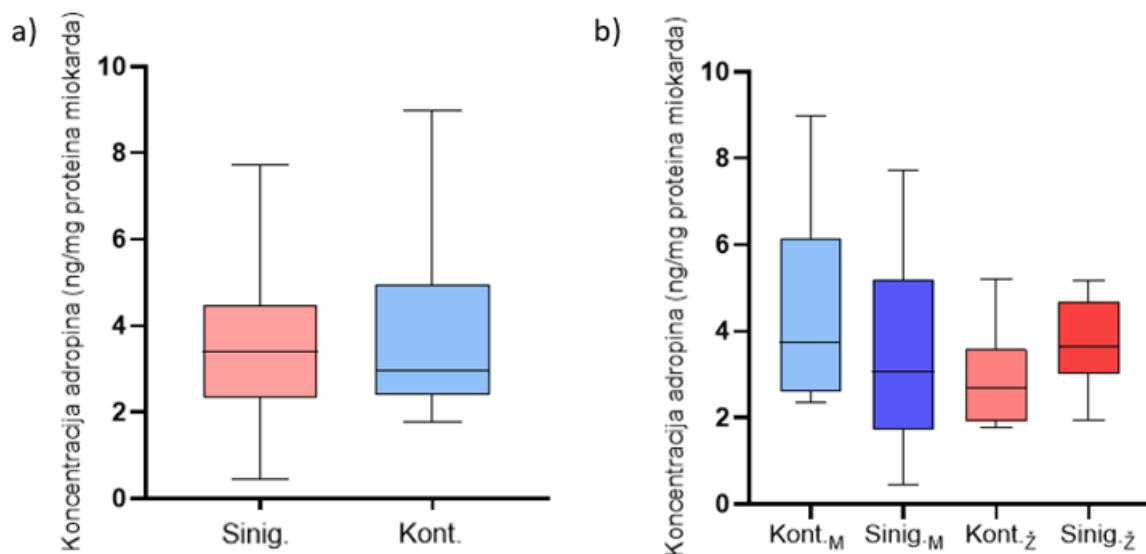 a)
Koncentracija adropina (ng/mg proteina miokarda)
10
8
6
4
2
0
Sinig. Kont.
b)
Koncentracija adropina (ng/mg proteina miokarda)
10
8
6
4
2
0
Kont.M Sinig.M Kont.Ž Sinig.Ž